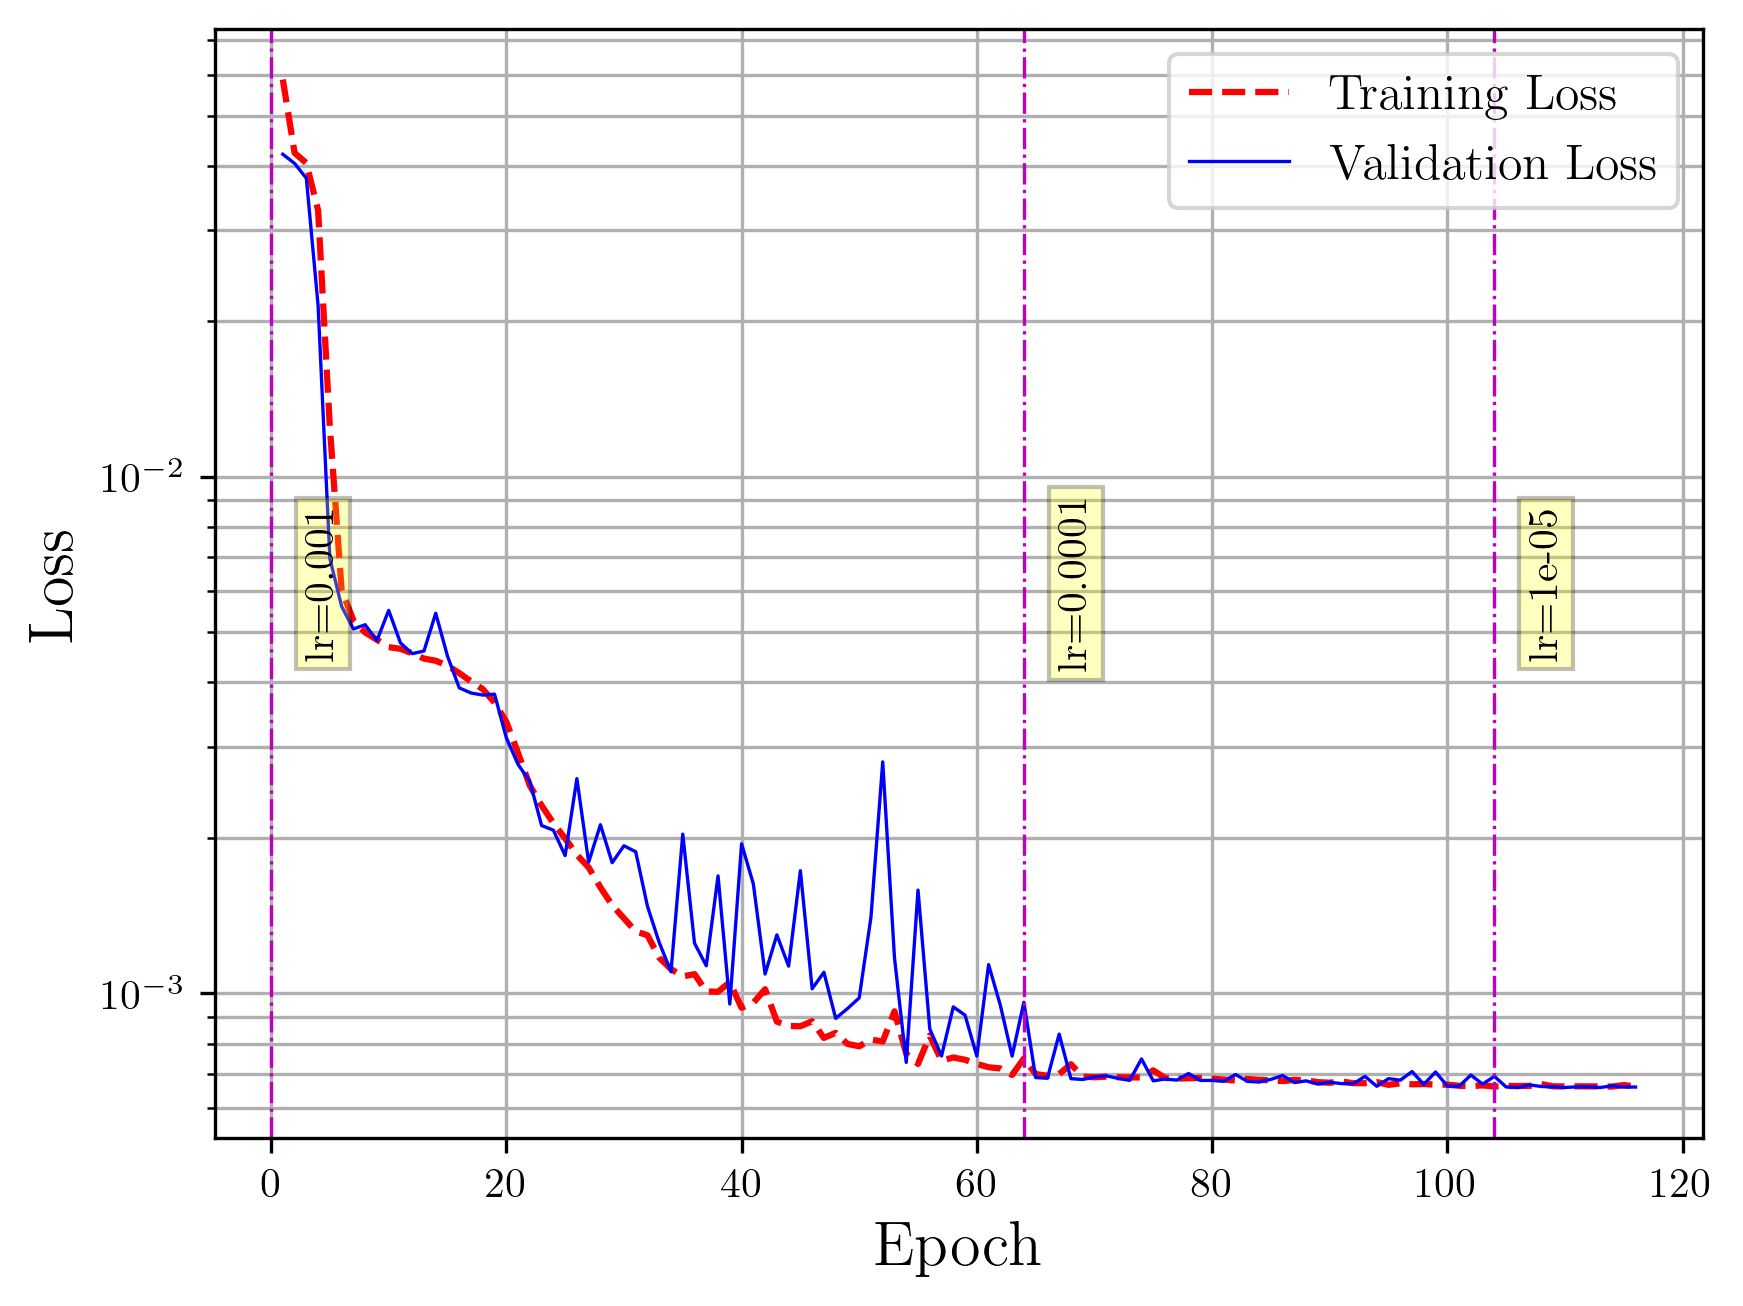 Training Loss
Validation Loss
10⁻²
10⁻³
Loss
lr=0.001
lr=0.0001
lr=1e-05
0 20 40 60 80 100 120
Epoch